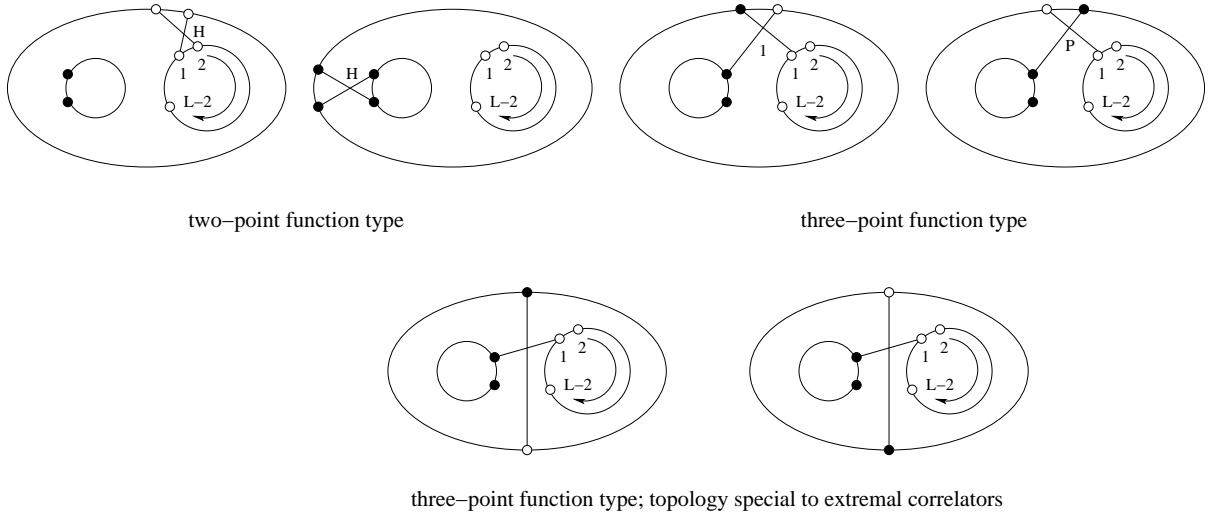 H
1 2
L−2
H
1 2
L−2
1
1 2
L−2
P
1 2
L−2
two−point function type
three−point function type
1 2
L−2
1 2
L−2
three−point function type; topology special to extremal correlators